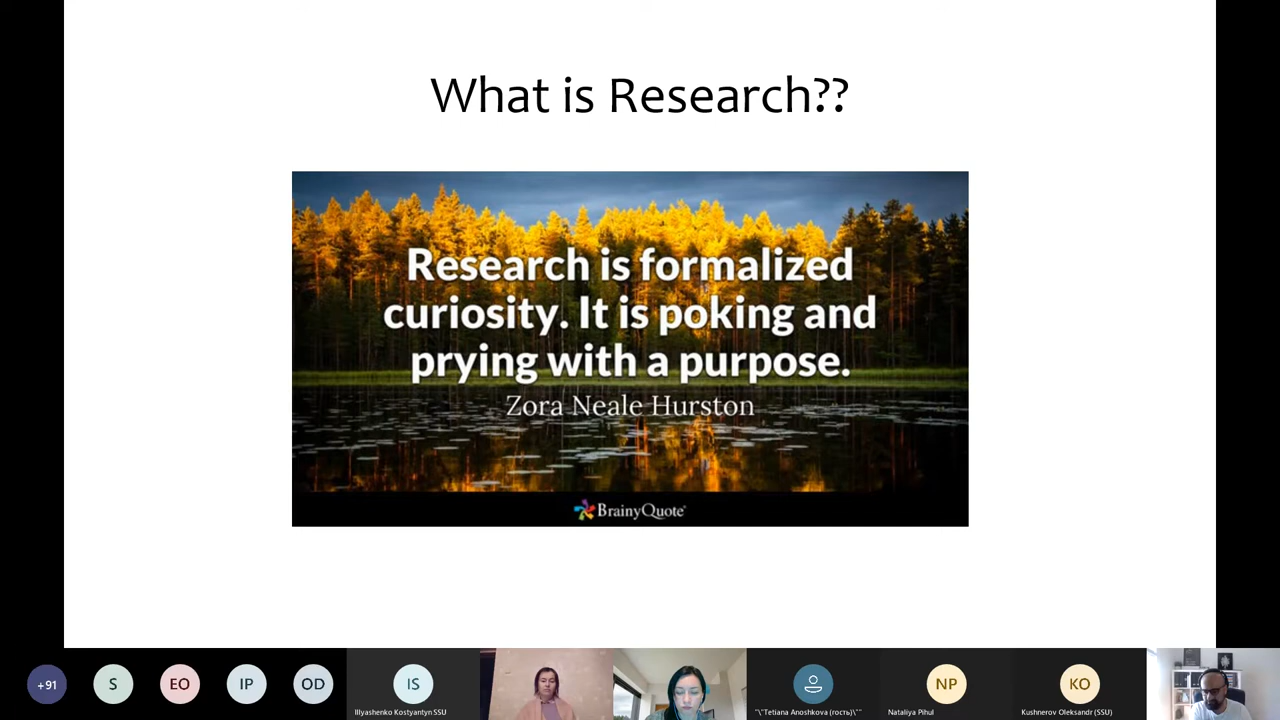 What is Research??
Research is formalized
curiosity. It is poking and
prying with a purpose.
Zora Neale Hurston
BrainyQuote®
+91
S
EO
IP
OD
IS
Illyashenko Kostyantyn SSU
"\"Tetiana Anoshkova (гость)\""
NP
Nataliya Pihul
KO
Kushnerov Oleksandr (SSU)